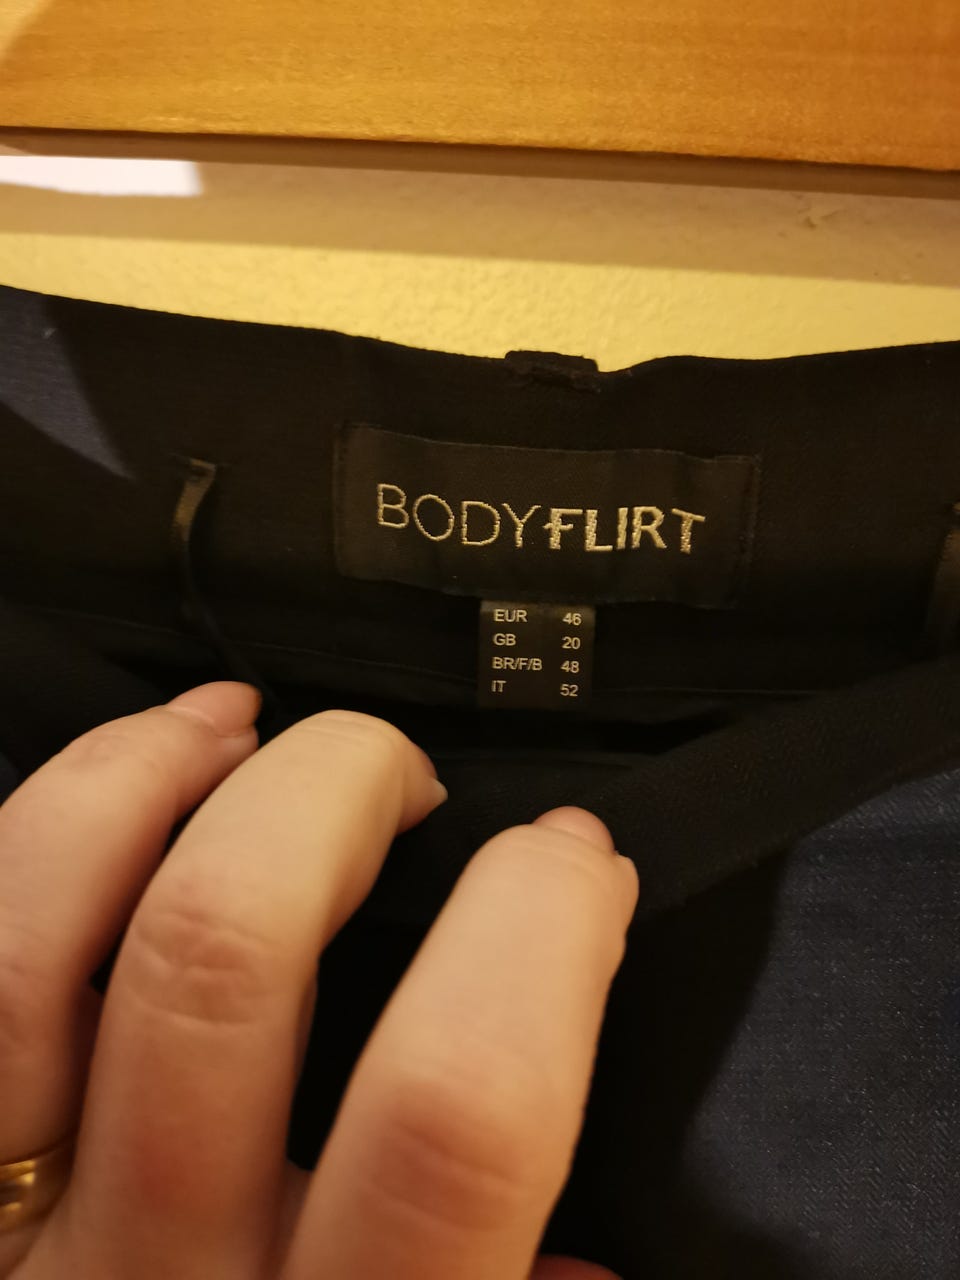 BODYFLIRT
EUR 46
GB 20
BR/F/B 48
IT 52